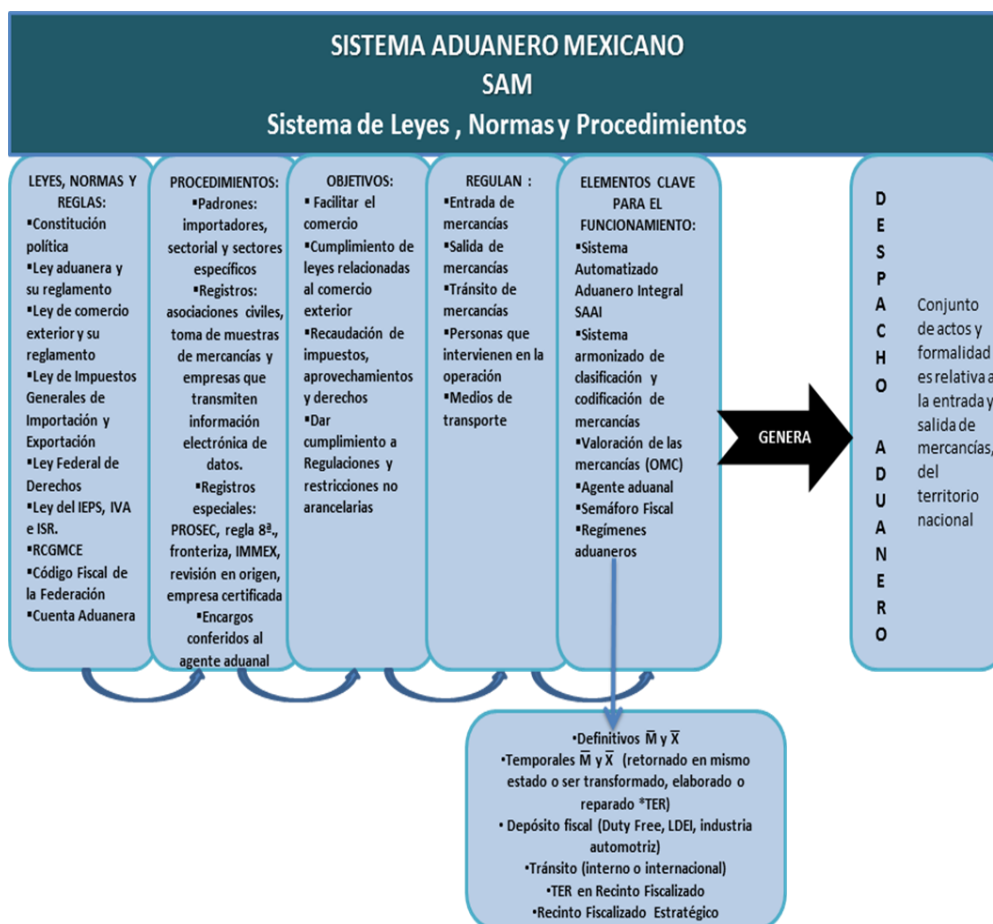 SISTEMA ADUANERO MEXICANO
SAM
Sistema de Leyes , Normas y Procedimientos
LEYES, NORMAS Y
REGLAS:
▪Constitución
política
▪Ley aduanera y
su reglamento
▪Ley de comercio
exterior y su
reglamento
▪Ley de Impuestos
Generales de
Importación y
Exportación
▪Ley Federal de
Derechos
▪Ley del IEPS, IVA
e ISR.
▪RCGMCE
▪Código Fiscal de
la Federación
▪Cuenta Aduanera
PROCEDIMIENTOS:
▪Padrones:
importadores,
sectorial y sectores
específicos
▪Registros:
asociaciones civiles,
toma de muestras
de mercancías y
empresas que
transmiten
información
electrónica de
datos.
▪Registros
especiales:
PROSEC, regla 8ª.,
fronteriza, IMMEX,
revisión en origen,
empresa certificada
▪Encargos
conferidos al
agente aduanal
OBJETIVOS:
▪ Facilitar el
comercio
▪Cumplimiento de
leyes relacionadas
al comercio
exterior
▪Recaudación de
impuestos,
aprovechamientos
y derechos
▪Dar
cumplimiento a
Regulaciones y
restricciones no
arancelarias
REGULAN :
▪Entrada de
mercancías
▪Salida de
mercancías
▪Tránsito de
mercancías
▪Personas que
intervienen en la
operación
▪Medios de
transporte
ELEMENTOS CLAVE
PARA EL
FUNCIONAMIENTO:
▪Sistema
Automatizado
Aduanero Integral
SAAI
▪Sistema
armonizado de
clasificación y
codificación de
mercancías
▪Valoración de las
mercancías (OMC)
▪Agente aduanal
▪Semáforo Fiscal
▪Regímenes
aduaneros
GENERA
DESPACHO ADUANERO
Conjunto
de actos y
formalidad
es relativa a
la entrada y
salida de
mercancías,
del
territorio
nacional
•Definitivos M̅ y X̅
•Temporales M̅ y X̅ (retornado en mismo
estado o ser transformado, elaborado o
reparado *TER)
• Depósito fiscal (Duty Free, LDEI, industria
automotriz)
•Tránsito (interno o internacional)
•TER en Recinto Fiscalizado
•Recinto Fiscalizado Estratégico